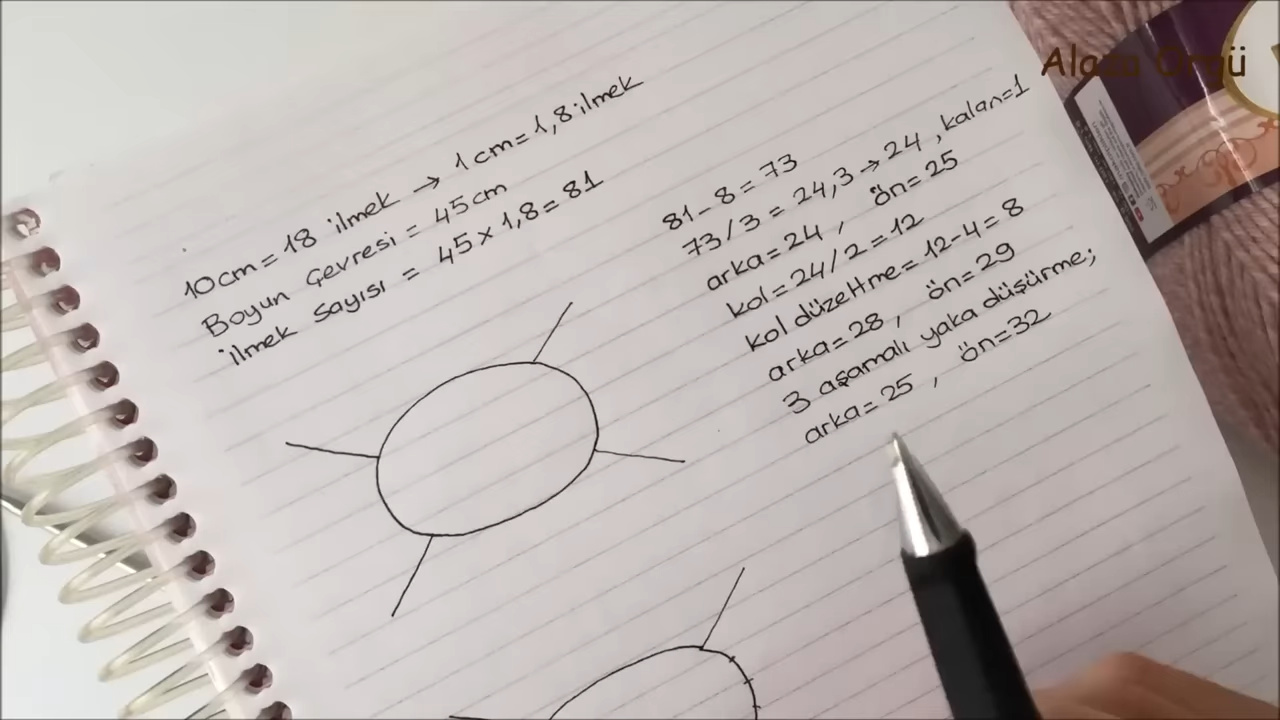 10cm = 18 ilmek → 1cm = 1,8 ilmek
Boyun çevresi = 45cm
ilmek sayısı = 45 x 1,8 = 81
81 - 8 = 73
73/3 = 24,3 → 24 , kalan=1
arka = 24 , ön = 25
kol = 24/2 = 12
kol düzeltme = 12-4 = 8
arka = 28 , ön = 29
3 aşamalı yaka düşürme;
arka = 25 , ön = 32